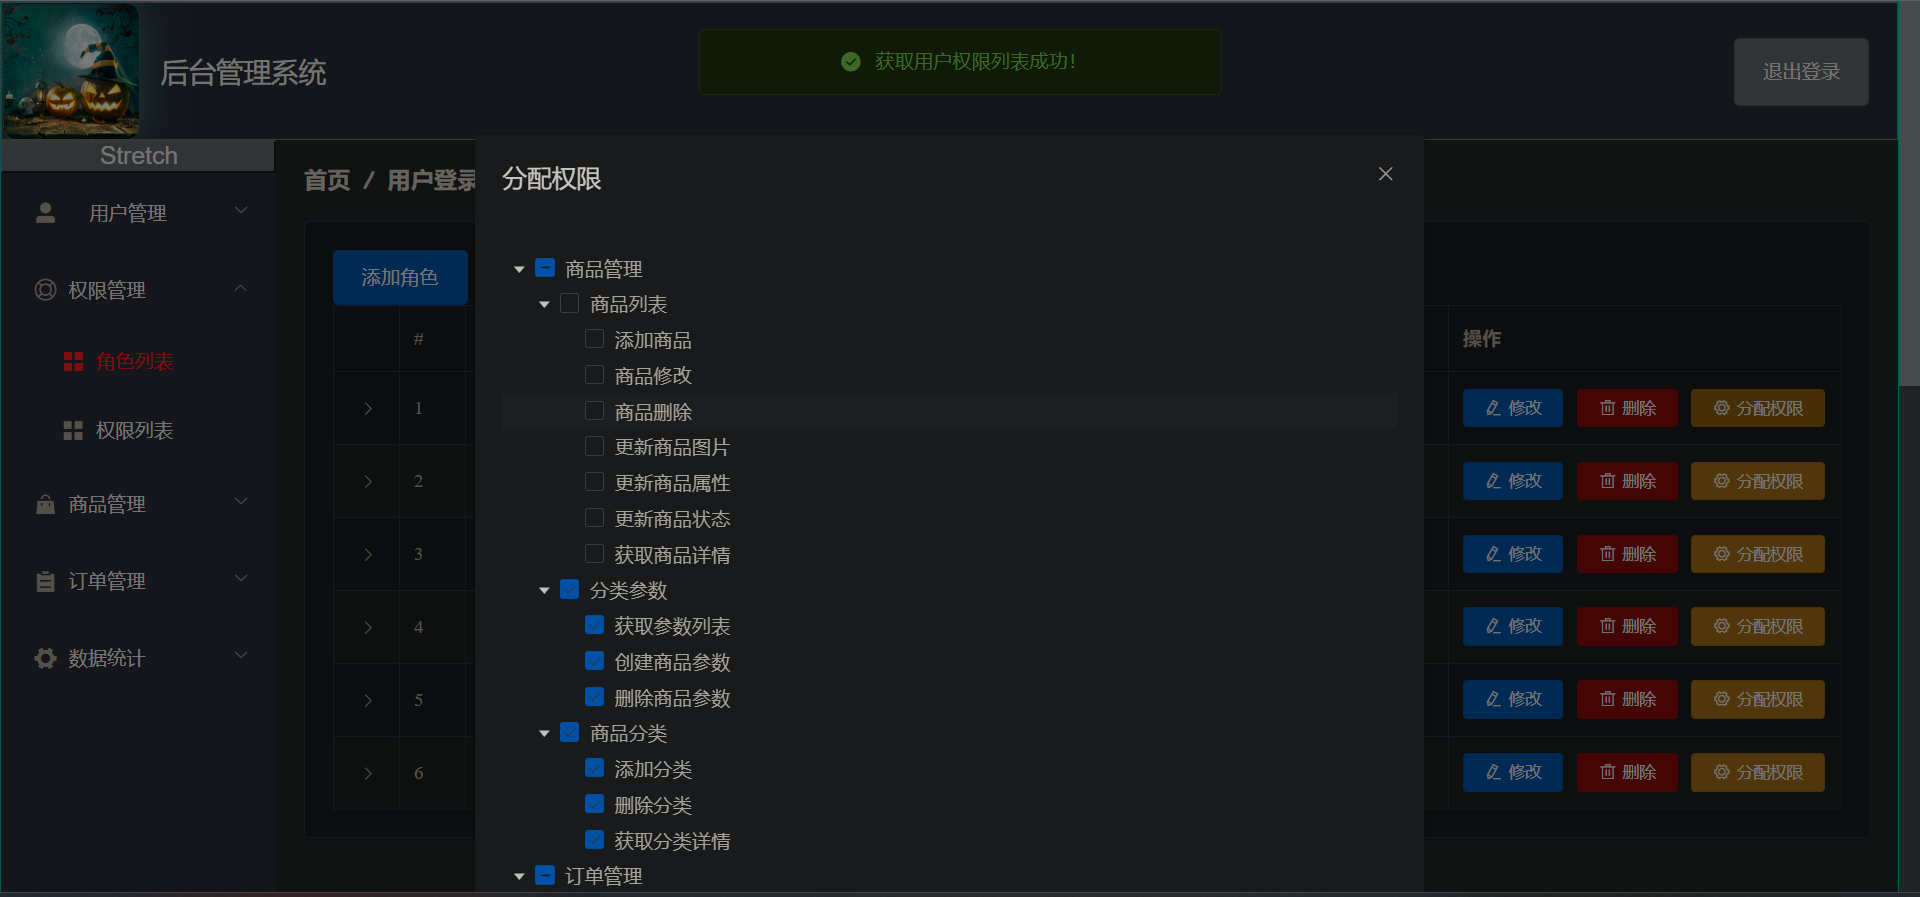 后台管理系统
获取用户权限列表成功!
退出登录
Stretch
用户管理
权限管理
角色列表
权限列表
商品管理
订单管理
数据统计
首页 / 用户登录
添加角色
#
1
2
3
4
5
6
分配权限
商品管理
商品列表
添加商品
商品修改
商品删除
更新商品图片
更新商品属性
更新商品状态
获取商品详情
分类参数
获取参数列表
创建商品参数
删除商品参数
商品分类
添加分类
删除分类
获取分类详情
订单管理
操作
修改 删除 分配权限
修改 删除 分配权限
修改 删除 分配权限
修改 删除 分配权限
修改 删除 分配权限
修改 删除 分配权限